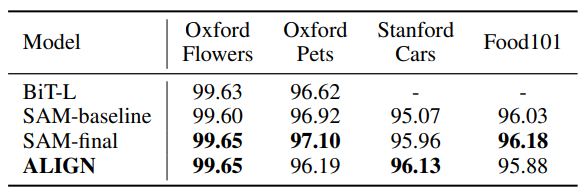 Model Oxford Flowers Oxford Pets Stanford Cars Food101
BiT-L 99.63 96.62 - -
SAM-baseline 99.60 96.92 95.07 96.03
SAM-final 99.65 97.10 95.96 96.18
ALIGN 99.65 96.19 96.13 95.88